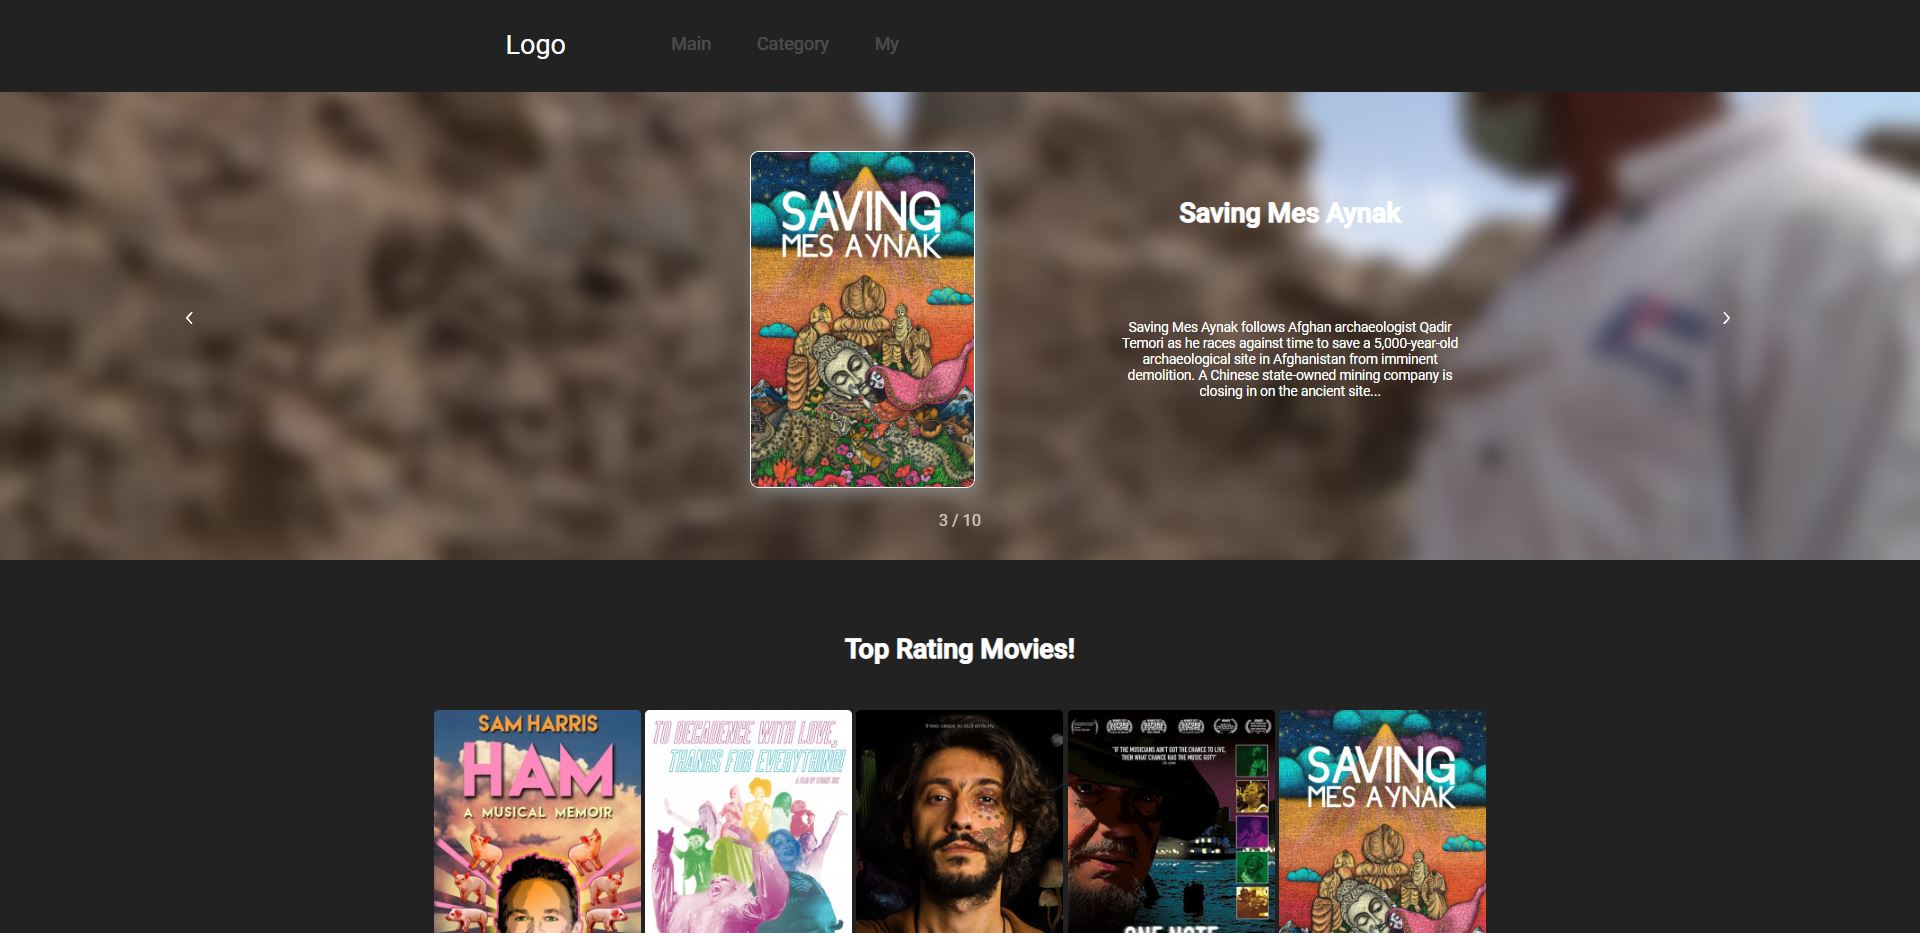 Logo
Main Category My
SAVING
MES AYNAK
Saving Mes Aynak
Saving Mes Aynak follows Afghan archaeologist Qadir
Temori as he races against time to save a 5,000-year-old
archaeological site in Afghanistan from imminent
demolition. A Chinese state-owned mining company is
closing in on the ancient site...
3 / 10
Top Rating Movies!
SAM HARRIS
HAM
A MUSICAL MEMOIR
TO DECADENCE WITH LOVE,
THANKS FOR EVERYTHING!
A FILM BY STUART
three steps to authenticity
"IF THE MUSICIANS AIN'T GOT THE CHANCE TO LIVE,
THEN WHAT CHANCE HAS THE MUSIC GOT?"
ONE NOTE
SAVING
MES AYNAK